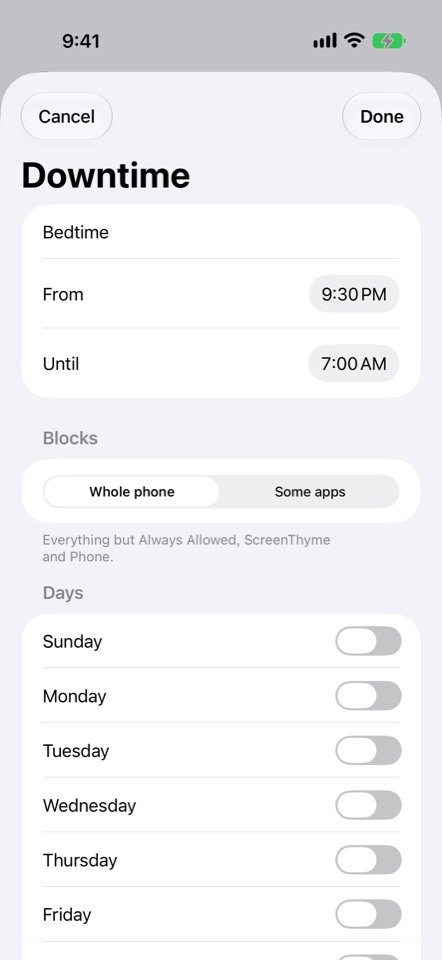 9:41
Cancel
Done
Downtime
Bedtime
From
9:30 PM
Until
7:00 AM
Blocks
Whole phone
Some apps
Everything but Always Allowed, ScreenThyme
and Phone.
Days
Sunday
Monday
Tuesday
Wednesday
Thursday
Friday